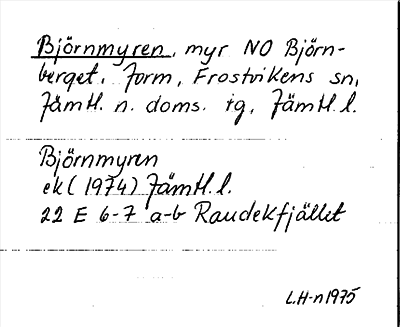 Björnmyren, myr NO Björn-
berget, form, Frostvikens sn,
Jämtl. n. doms. tg, Jämtl. l.
Björnmyren
ek (1974) Jämtl. l.
22 E 6-7 a-b Raudekfjället
L.H-n 1975